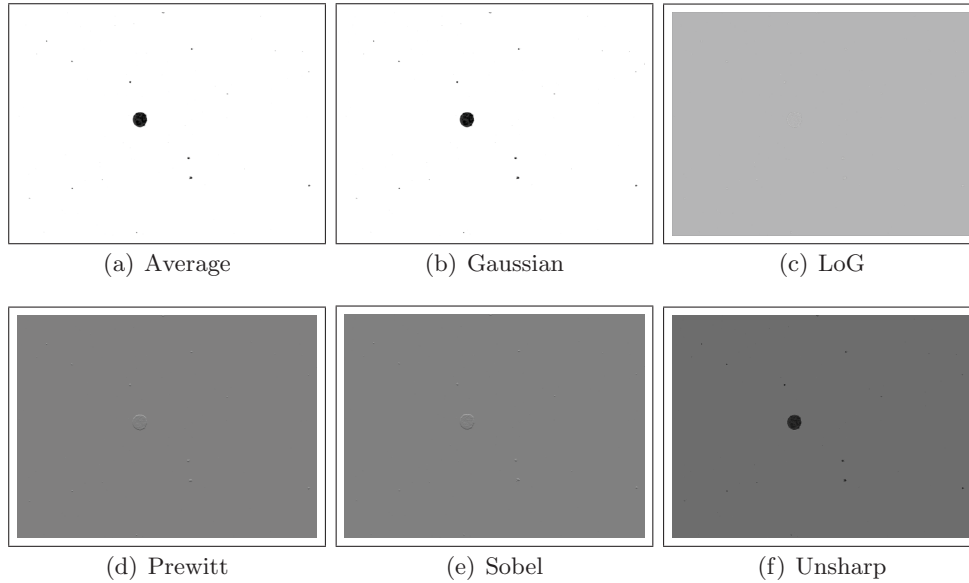 (a) Average
(b) Gaussian
(c) LoG
(d) Prewitt
(e) Sobel
(f) Unsharp